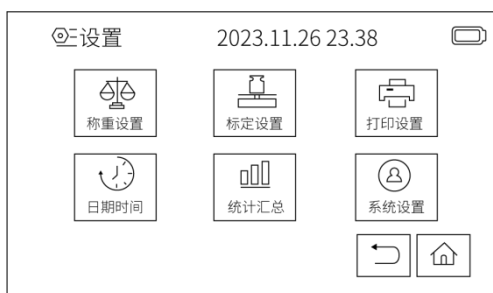 设置 2023.11.26 23.38
称重设置 标定设置 打印设置
日期时间 统计汇总 系统设置